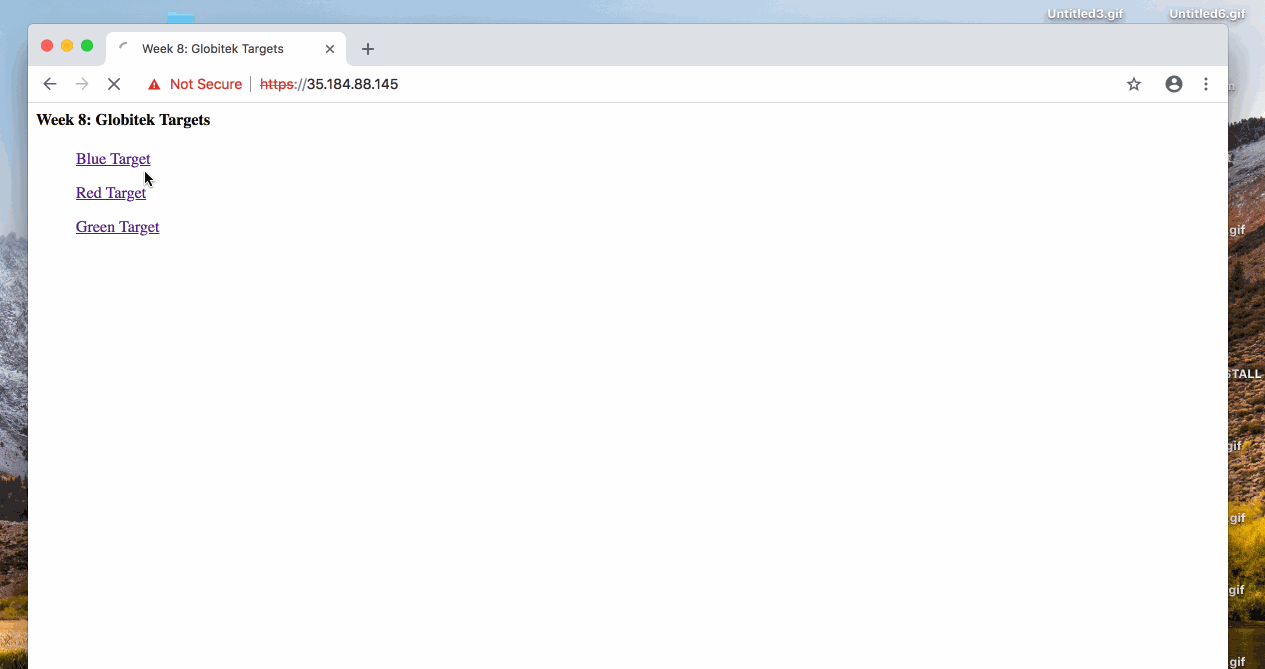 Untitled3.gif Untitled6.gif
Week 8: Globitek Targets
Not Secure https://35.184.88.145
Week 8: Globitek Targets
Blue Target
Red Target
Green Target
gif
STALL
gif
.gif
gif
.gif